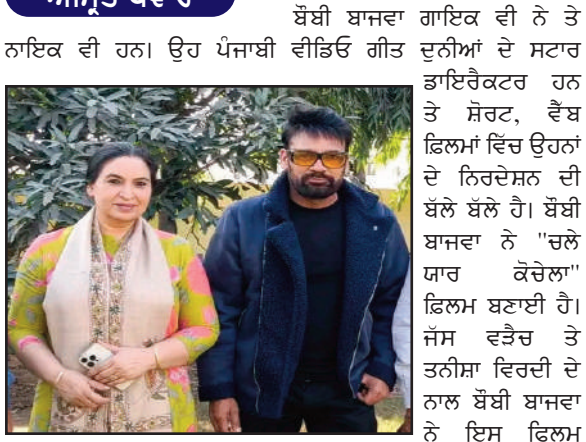 ਬੌਬੀ ਬਾਜਵਾ ਗਾਇਕ ਵੀ ਨੇ ਤੇ
ਨਾਇਕ ਵੀ ਹਨ। ਉਹ ਪੰਜਾਬੀ ਵੀਡਿਓ ਗੀਤ ਦੁਨੀਆਂ ਦੇ ਸਟਾਰ
ਡਾਇਰੈਕਟਰ ਹਨ
ਤੇ ਸ਼ੋਰਟ, ਵੈੱਬ
ਫ਼ਿਲਮਾਂ ਵਿੱਚ ਉਹਨਾਂ
ਦੇ ਨਿਰਦੇਸ਼ਨ ਦੀ
ਬੱਲੇ ਬੱਲੇ ਹੈ। ਬੌਬੀ
ਬਾਜਵਾ ਨੇ "ਚਲੇ
ਯਾਰ ਕੋਚੇਲਾ"
ਫ਼ਿਲਮ ਬਣਾਈ ਹੈ।
ਜੱਸ ਵੜੈਚ ਤੇ
ਤਨੀਸ਼ਾ ਵਿਰਦੀ ਦੇ
ਨਾਲ ਬੌਬੀ ਬਾਜਵਾ
ਨੇ ਇਸ ਫਿਲਮ